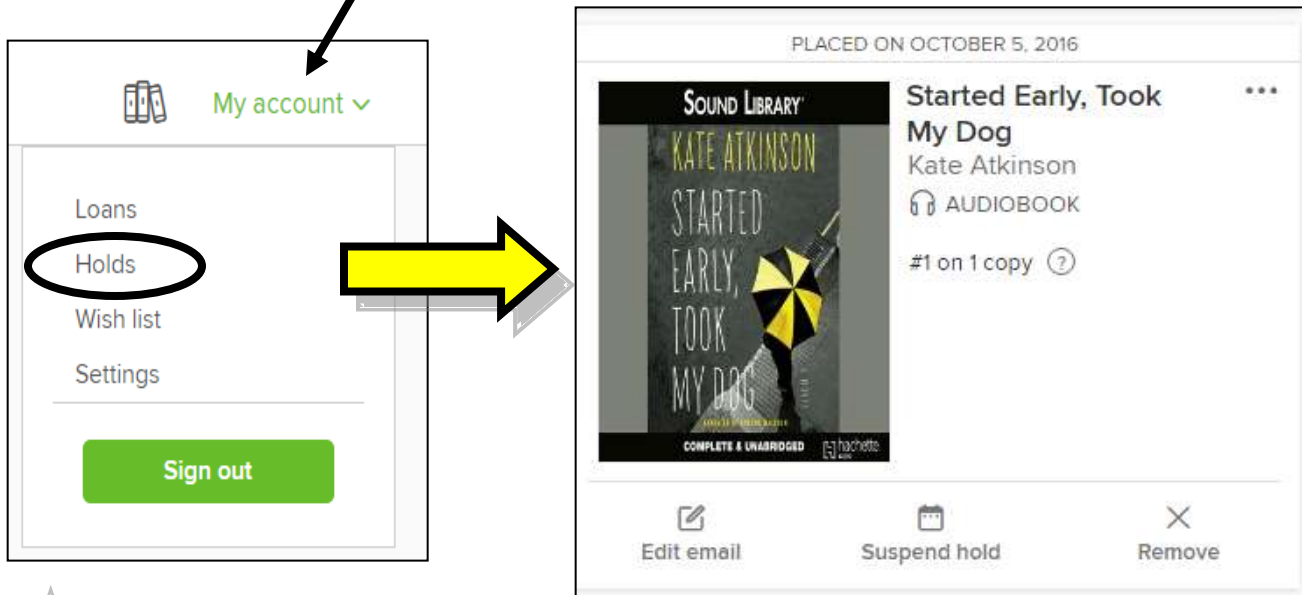 My account
Loans
Holds
Wish list
Settings
Sign out
PLACED ON OCTOBER 5, 2016
SOUND LIBRARY
KATE ATKINSON
STARTED
EARLY,
TOOK
MY DOG
COMPLETE & UNABRIDGED
hachette
Started Early, Took
My Dog
Kate Atkinson
AUDIOBOOK
#1 on 1 copy ?
Edit email
Suspend hold
Remove